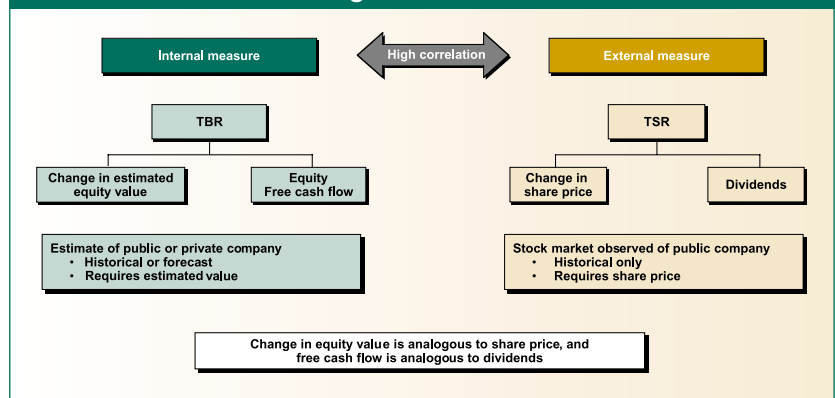 Internal measure
High correlation
External measure
TBR
TSR
Change in estimated
equity value
Equity
Free cash flow
Change in
share price
Dividends
Estimate of public or private company
• Historical or forecast
• Requires estimated value
Stock market observed of public company
• Historical only
• Requires share price
Change in equity value is analogous to share price, and
free cash flow is analogous to dividends